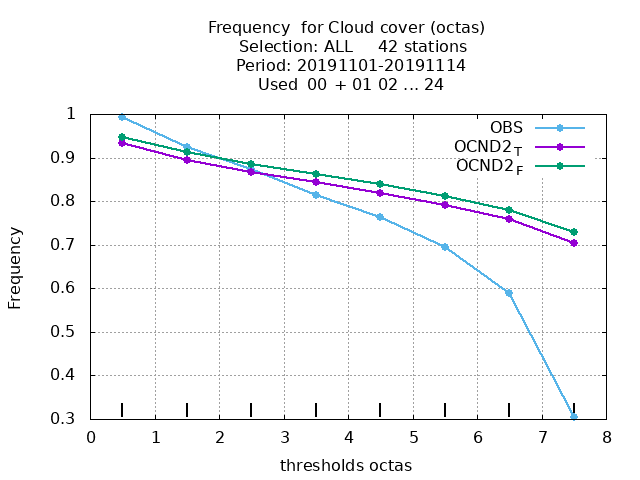 Frequency  for Cloud cover (octas)
Selection: ALL     42 stations
Period: 20191101-20191114
Used  00  + 01 02 ... 24
OBS
OCND2 T
OCND2 F
1
0.9
0.8
0.7
0.6
0.5
0.4
0.3
Frequency
0 1 2 3 4 5 6 7 8
thresholds octas